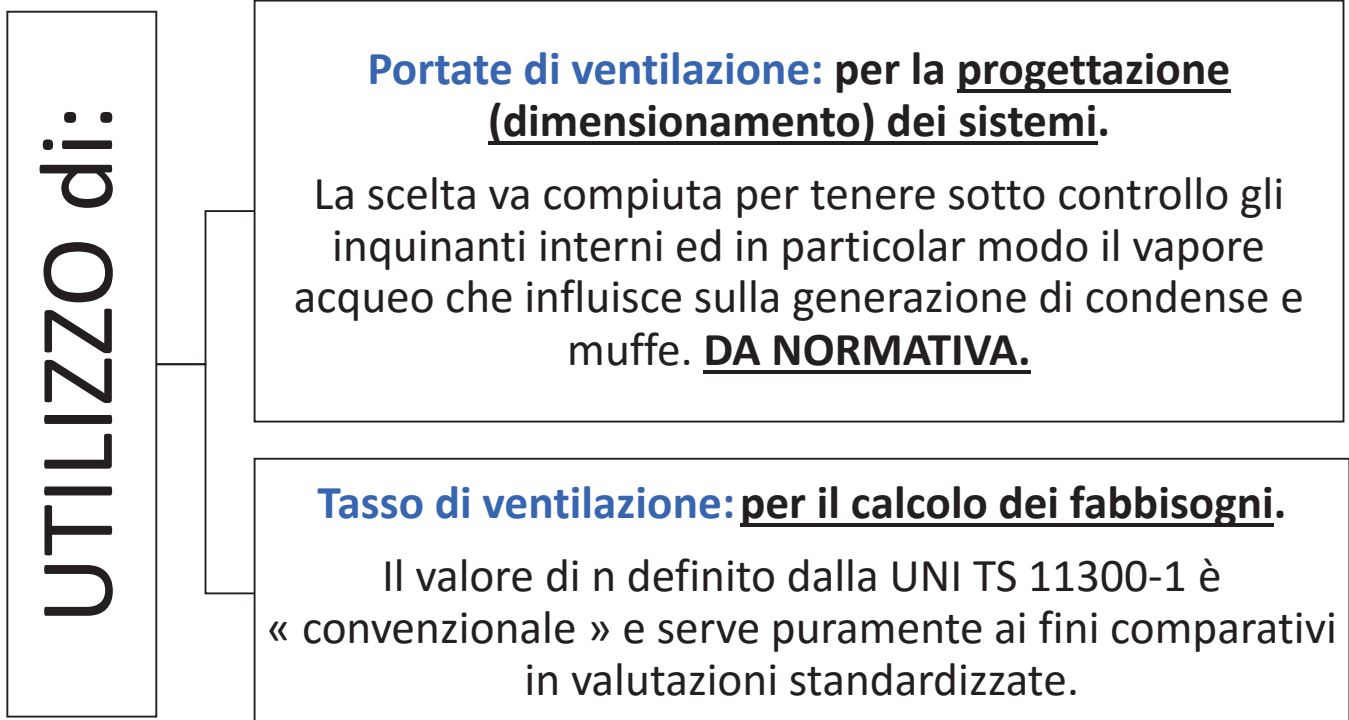 UTILIZZO di:
Portate di ventilazione: per la progettazione
(dimensionamento) dei sistemi.
La scelta va compiuta per tenere sotto controllo gli
inquinanti interni ed in particolar modo il vapore
acqueo che influisce sulla generazione di condense e
muffe. DA NORMATIVA.
Tasso di ventilazione: per il calcolo dei fabbisogni.
Il valore di n definito dalla UNI TS 11300-1 è
« convenzionale » e serve puramente ai fini comparativi
in valutazioni standardizzate.